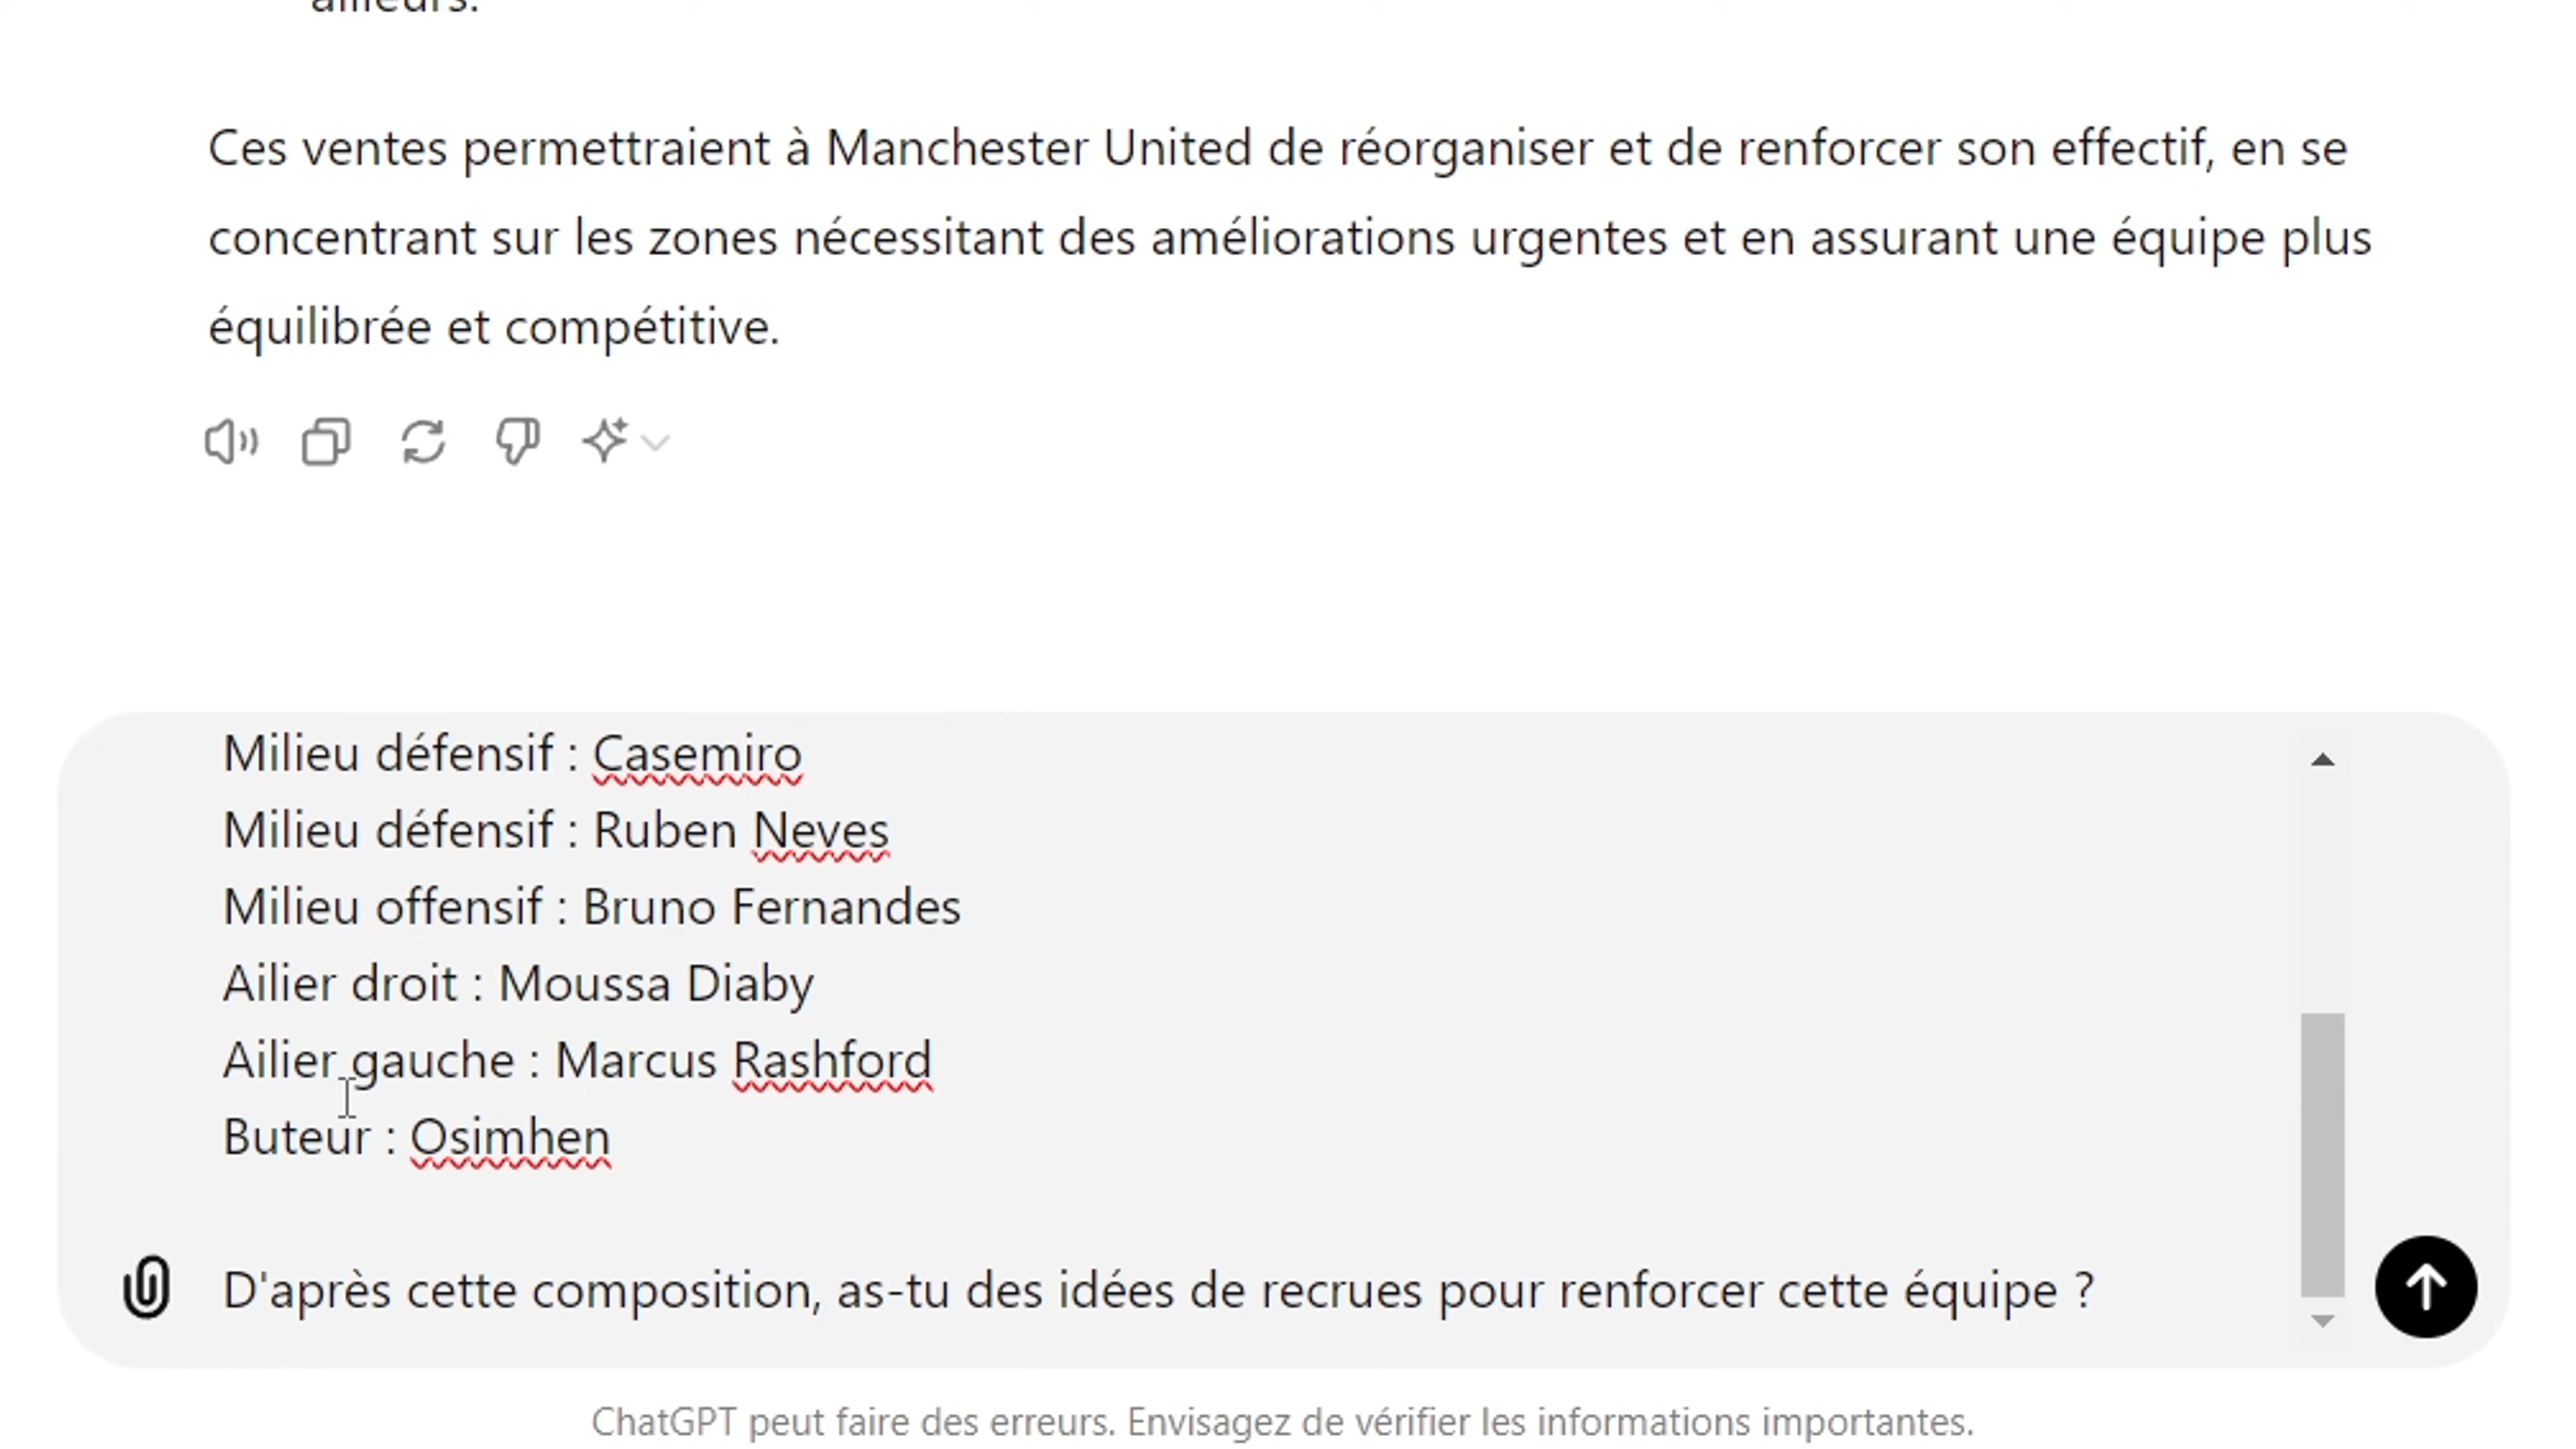 ailleurs.
Ces ventes permettraient à Manchester United de réorganiser et de renforcer son effectif, en se
concentrant sur les zones nécessitant des améliorations urgentes et en assurant une équipe plus
équilibrée et compétitive.
Milieu défensif : Casemiro
Milieu défensif : Ruben Neves
Milieu offensif : Bruno Fernandes
Ailier droit : Moussa Diaby
Ailier gauche : Marcus Rashford
Buteur : Osimhen
D'après cette composition, as-tu des idées de recrues pour renforcer cette équipe ?
ChatGPT peut faire des erreurs. Envisagez de vérifier les informations importantes.